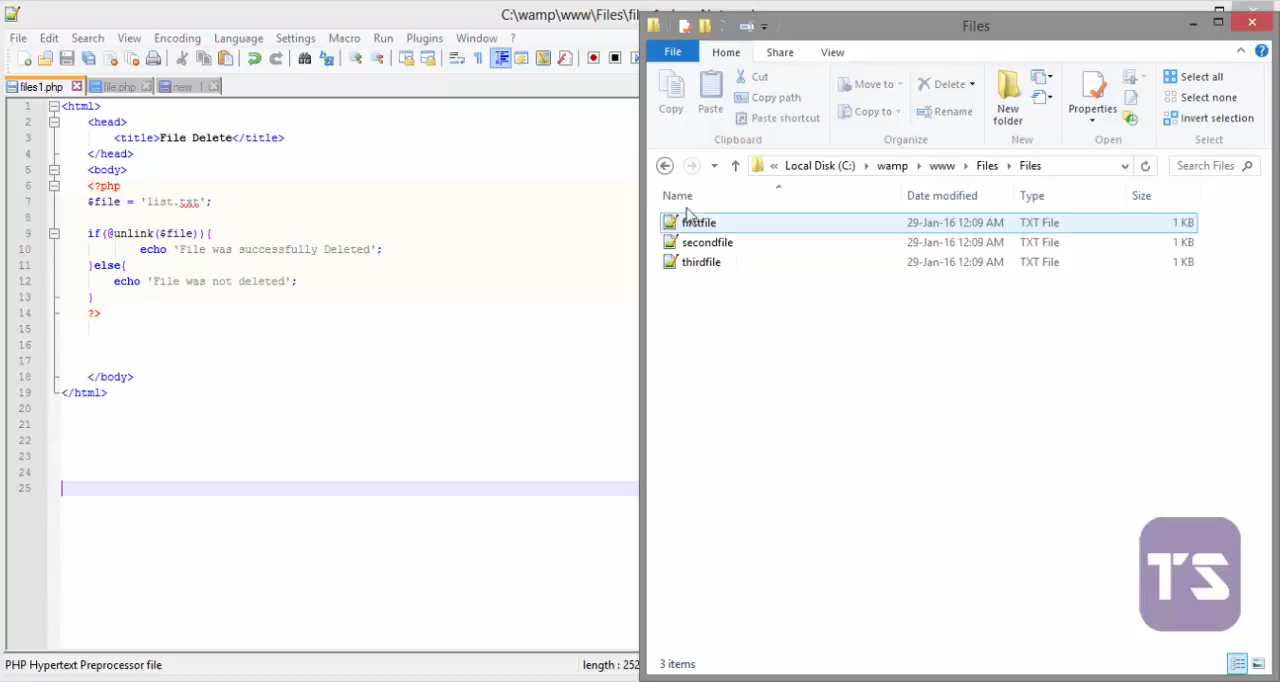 C:\wamp\www\Files\fil
File Edit Search View Encoding Language Settings Macro Run Plugins Window ?
files1.php file.php new 1
1 <html>
2 <head>
3 <title>File Delete</title>
4 </head>
5 <body>
6 <?php
7 $file = 'list.txt';
8
9 if(@unlink($file)){
10 echo 'File was successfully Deleted';
11 }else{
12 echo 'File was not deleted';
13 }
14 ?>
15
16
17
18 </body>
19 </html>
20
21
22
23
24
25
PHP Hypertext Preprocessor file length : 252
Files
File Home Share View
Copy Paste Cut Copy path Paste shortcut
Clipboard
Move to Copy to Delete Rename
Organize
New folder
New
Properties
Open
Select all
Select none
Invert selection
Select
« Local Disk (C:) wamp www Files Files Search Files
Name Date modified Type Size
firstfile 29-Jan-16 12:09 AM TXT File 1 KB
secondfile 29-Jan-16 12:09 AM TXT File 1 KB
thirdfile 29-Jan-16 12:09 AM TXT File 1 KB
TS
3 items